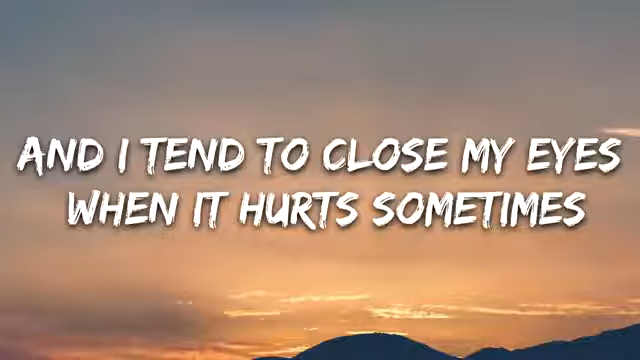 AND I TEND TO CLOSE MY EYES
WHEN IT HURTS SOMETIMES